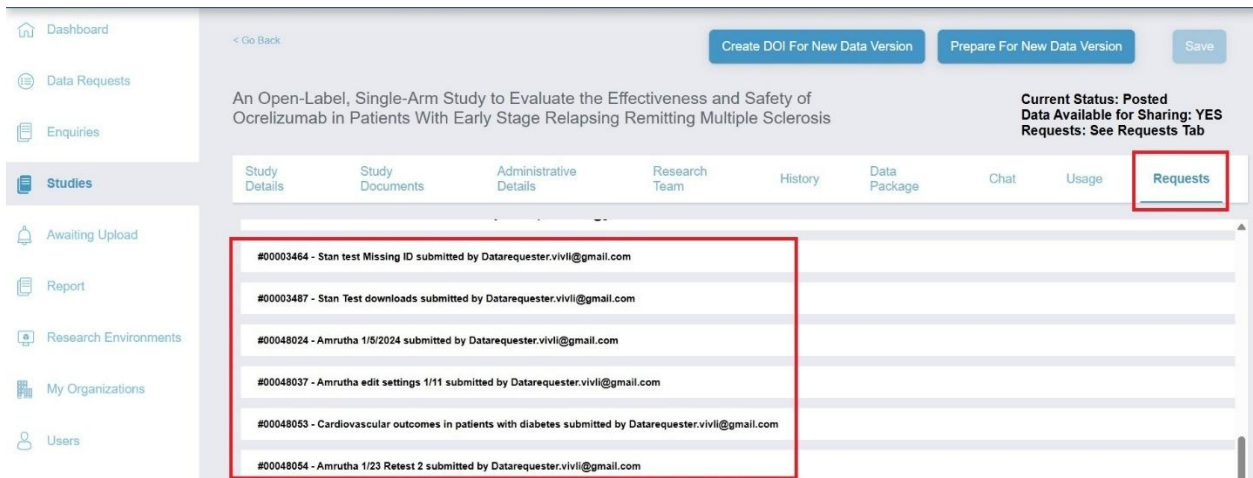 Dashboard
Data Requests
Enquiries
Studies
Awaiting Upload
Report
Research Environments
My Organizations
Users
< Go Back
Create DOI For New Data Version
Prepare For New Data Version
Save
An Open-Label, Single-Arm Study to Evaluate the Effectiveness and Safety of
Ocrelizumab in Patients With Early Stage Relapsing Remitting Multiple Sclerosis
Current Status: Posted
Data Available for Sharing: YES
Requests: See Requests Tab
Study
Details
Study
Documents
Administrative
Details
Research
Team
History
Data
Package
Chat
Usage
Requests
#00003464 - Stan test Missing ID submitted by Datarequester.vivli@gmail.com
#00003487 - Stan Test downloads submitted by Datarequester.vivli@gmail.com
#00048024 - Amrutha 1/5/2024 submitted by Datarequester.vivli@gmail.com
#00048037 - Amrutha edit settings 1/11 submitted by Datarequester.vivli@gmail.com
#00048053 - Cardiovascular outcomes in patients with diabetes submitted by Datarequester.vivli@gmail.com
#00048054 - Amrutha 1/23 Retest 2 submitted by Datarequester.vivli@gmail.com